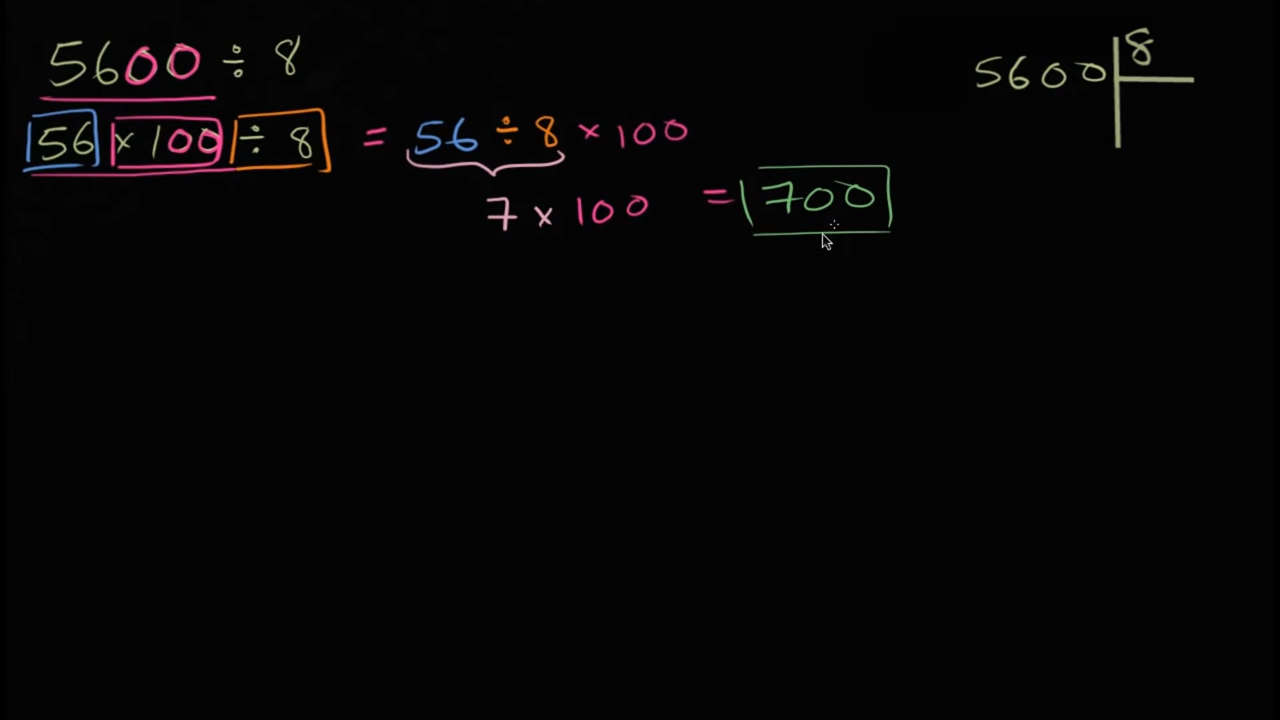 5600 ÷ 8
56 × 100 ÷ 8 = 56 ÷ 8 × 100
7 × 100 = 700
5600 8